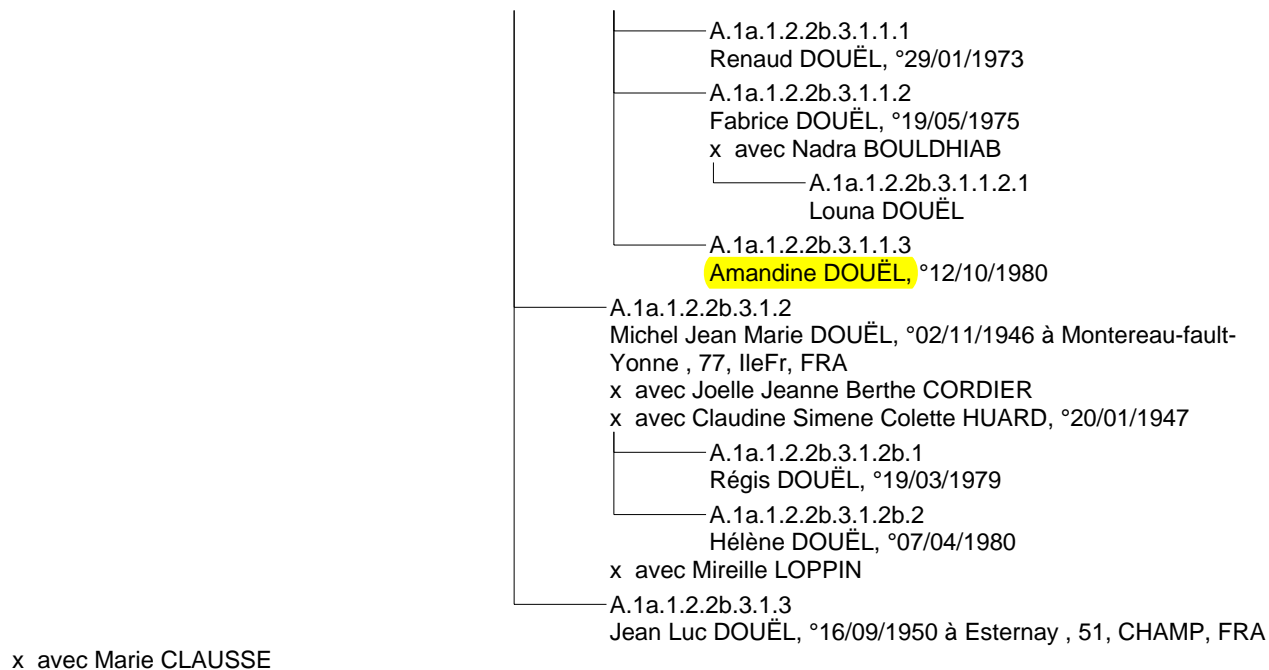 A.1a.1.2.2b.3.1.1.1
Renaud DOUËL, °29/01/1973
A.1a.1.2.2b.3.1.1.2
Fabrice DOUËL, °19/05/1975
x avec Nadra BOULDHIAB
A.1a.1.2.2b.3.1.1.2.1
Louna DOUËL
A.1a.1.2.2b.3.1.1.3
Amandine DOUËL, °12/10/1980
A.1a.1.2.2b.3.1.2
Michel Jean Marie DOUËL, °02/11/1946 à Montereau-fault-
Yonne , 77, IleFr, FRA
x avec Joelle Jeanne Berthe CORDIER
x avec Claudine Simene Colette HUARD, °20/01/1947
A.1a.1.2.2b.3.1.2b.1
Régis DOUËL, °19/03/1979
A.1a.1.2.2b.3.1.2b.2
Hélène DOUËL, °07/04/1980
x avec Mireille LOPPIN
A.1a.1.2.2b.3.1.3
Jean Luc DOUËL, °16/09/1950 à Esternay , 51, CHAMP, FRA
x avec Marie CLAUSSE